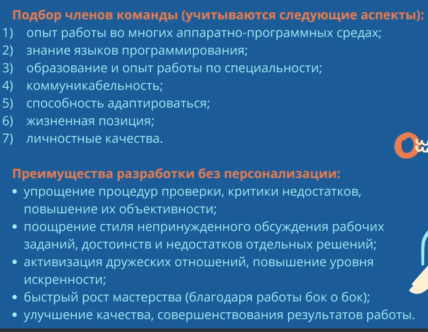 Подбор членов команды (учитываются следующие аспекты):
1) опыт работы во многих аппаратно-программных средах;
2) знание языков программирования;
3) образование и опыт работы по специальности;
4) коммуникабельность;
5) способность адаптироваться;
6) жизненная позиция;
7) личностные качества.
Преимущества разработки без персонализации:
• упрощение процедур проверки, критики недостатков,
повышение их объективности;
• поощрение стиля непринужденного обсуждения рабочих
заданий, достоинств и недостатков отдельных решений;
• активизация дружеских отношений, повышение уровня
искренности;
• быстрый рост мастерства (благодаря работы бок о бок);
• улучшение качества, совершенствования результатов работы.